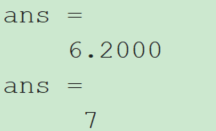 ans =
6.2000
ans =
7